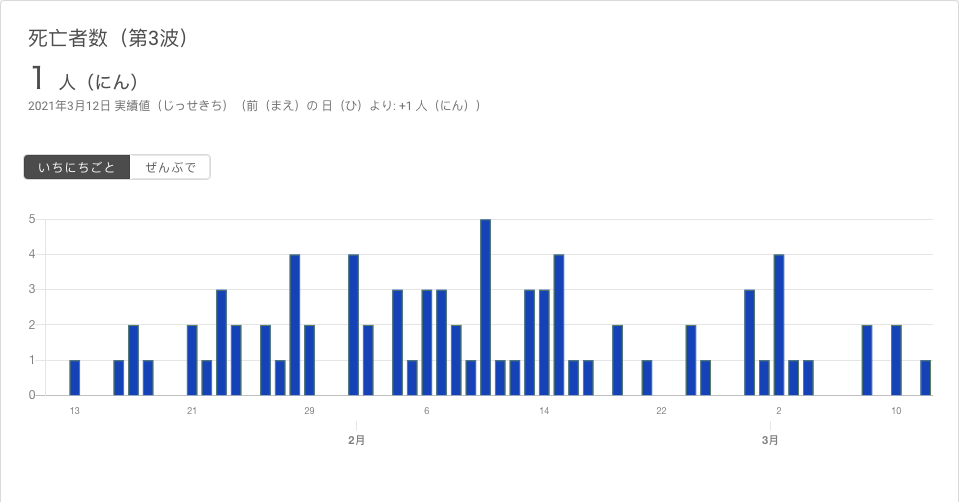 死亡者数（第3波）
1 人（にん）
2021年3月12日 実績値（じっせきち）（前（まえ）の 日（ひ）より: +1 人（にん））
いちにちごと ぜんぶで
5
4
3
2
1
0
13 21 29 6 14 22 2 10
2月 3月